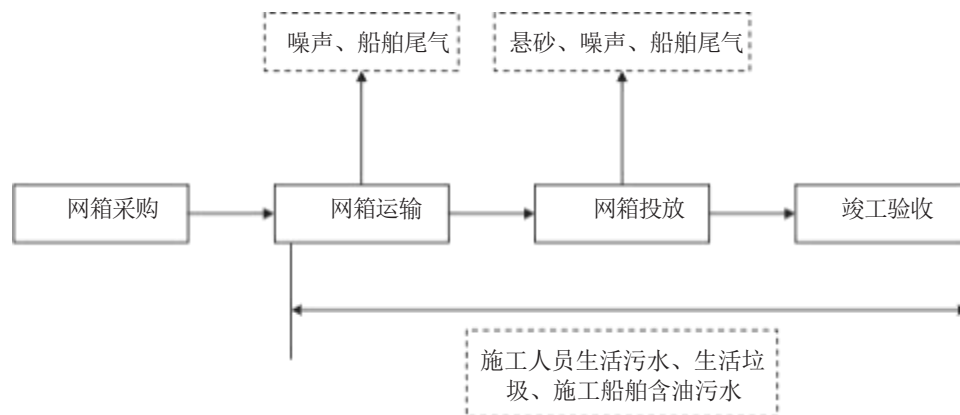 噪声、船舶尾气
悬砂、噪声、船舶尾气
网箱采购
网箱运输
网箱投放
竣工验收
施工人员生活污水、生活垃
圾、施工船舶含油污水